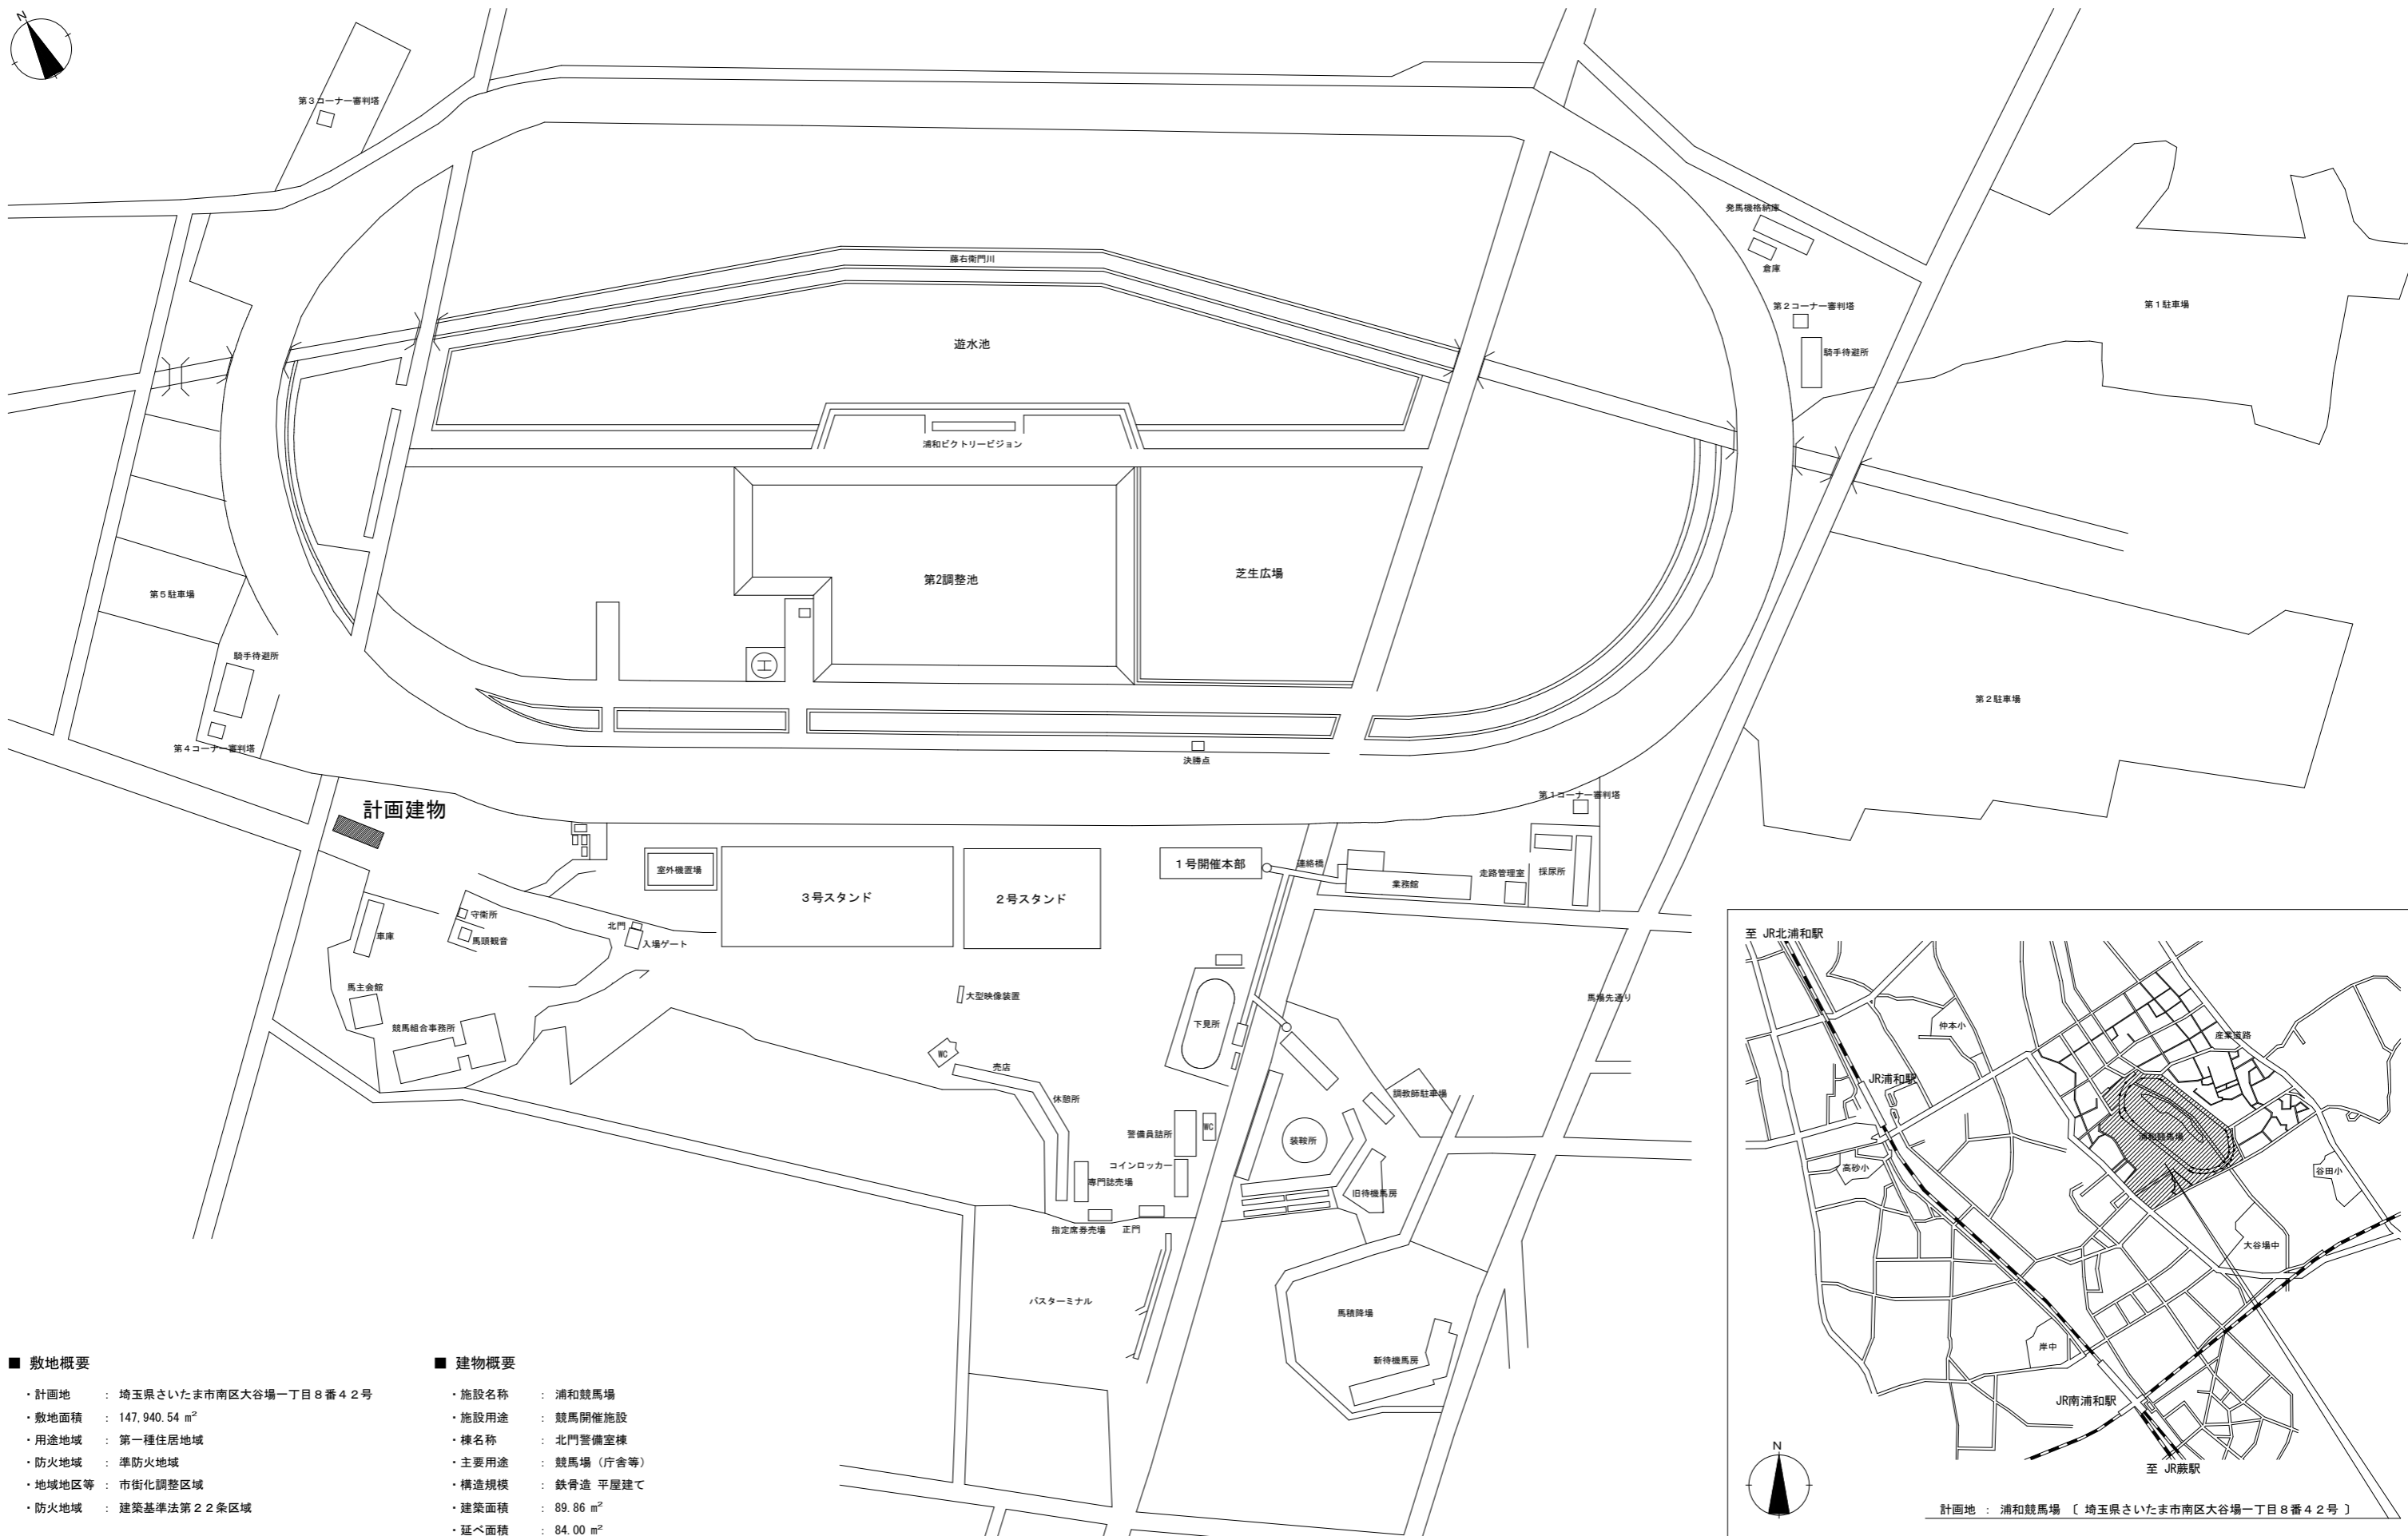 N
第3コーナー審判塔
発馬機格納庫
倉庫
藤右衛門川
第2コーナー審判塔
第1駐車場
遊水池
騎手待避所
浦和ビクトリービジョン
第2調整池
芝生広場
第5駐車場
騎手待避所
第2駐車場
第4コーナー審判塔
決勝点
計画建物
第1コーナー審判塔
室外機置場
3号スタンド
2号スタンド
1号開催本部
連絡橋
業務館
走路管理室
採尿所
守衛所
車庫
馬頭観音
北門
入場ゲート
馬主会館
大型映像装置
馬場先通り
競馬組合事務所
下見所
WC
売店
休憩所
調教師駐車場
警備員詰所
WC
装鞍所
コインロッカー
専門誌売場
旧待機馬房
指定席券売場
正門
バスターミナル
馬積降場
新待機馬房
■ 敷地概要
・計画地 : 埼玉県さいたま市南区大谷場一丁目8番42号
・敷地面積 : 147,940.54 ㎡
・用途地域 : 第一種住居地域
・防火地域 : 準防火地域
・地域地区等 : 市街化調整区域
・防火地域 : 建築基準法第22条区域
■ 建物概要
・施設名称 : 浦和競馬場
・施設用途 : 競馬開催施設
・棟名称 : 北門警備室棟
・主要用途 : 競馬場（庁舎等）
・構造規模 : 鉄骨造 平屋建て
・建築面積 : 89.86 ㎡
・延べ面積 : 84.00 ㎡
至 JR北浦和駅
仲本小
産業道路
JR浦和駅
浦和競馬場
高砂小
谷田小
大谷場中
岸中
JR南浦和駅
N
至 JR蕨駅
計画地 : 浦和競馬場 〔 埼玉県さいたま市南区大谷場一丁目8番42号 〕